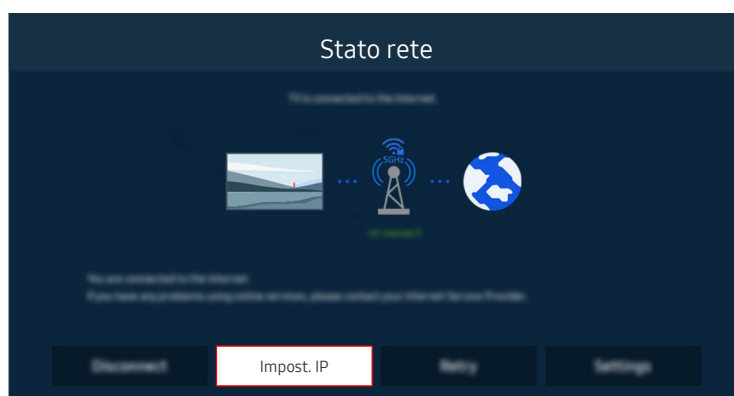 Stato rete
TV is connected to the Internet.
5GHz
You are connected to the Internet.
If you have any problems using online services, please contact your Internet Service Provider.
Disconnect
Impost. IP
Retry
Settings